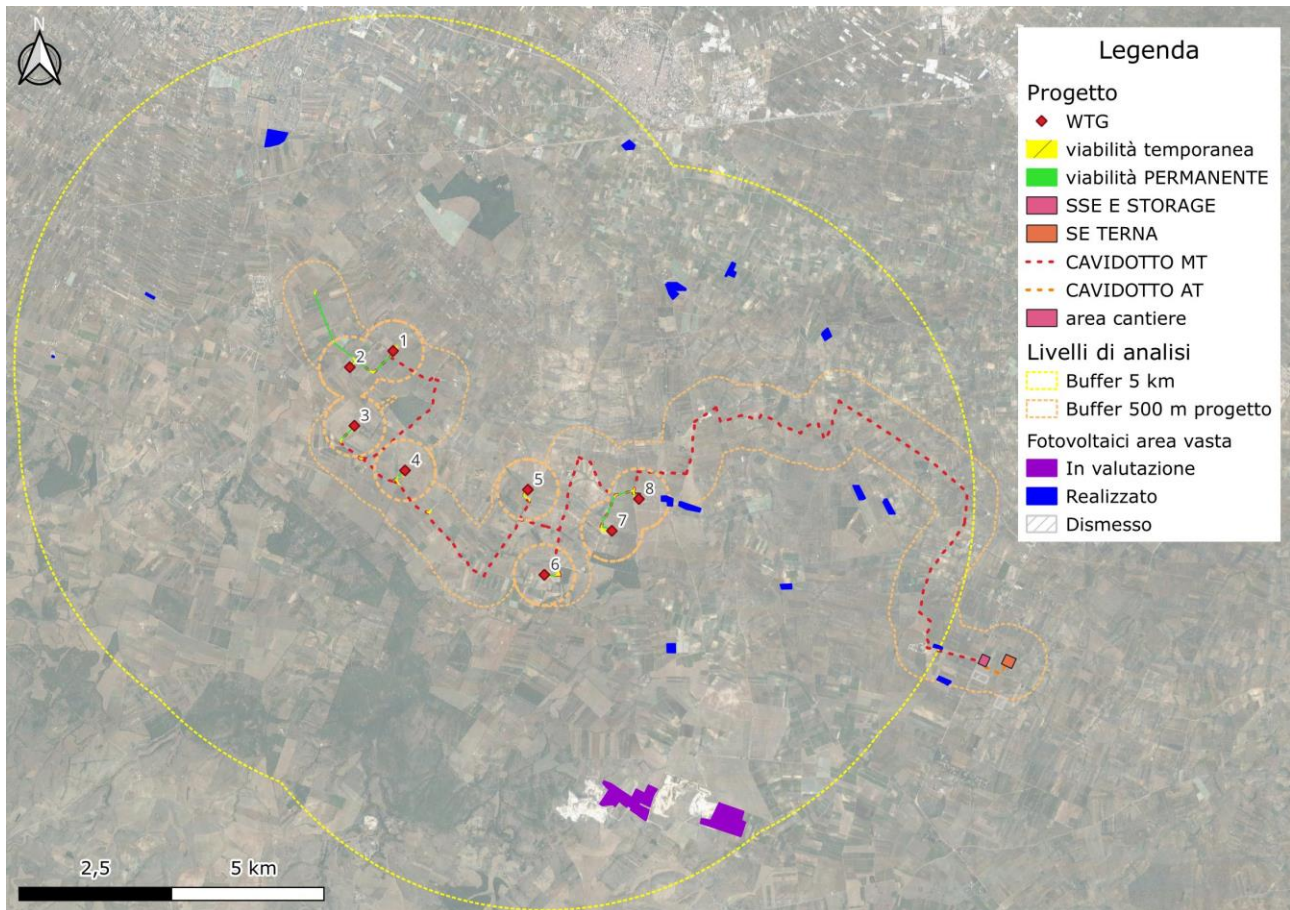 N
Legenda
Progetto
WTG
viabilità temporanea
viabilità PERMANENTE
SSE E STORAGE
SE TERNA
CAVIDOTTO MT
CAVIDOTTO AT
area cantiere
Livelli di analisi
Buffer 5 km
Buffer 500 m progetto
Fotovoltaici area vasta
In valutazione
Realizzato
Dismesso
1
2
3
4
5
8
7
6
2,5 5 km